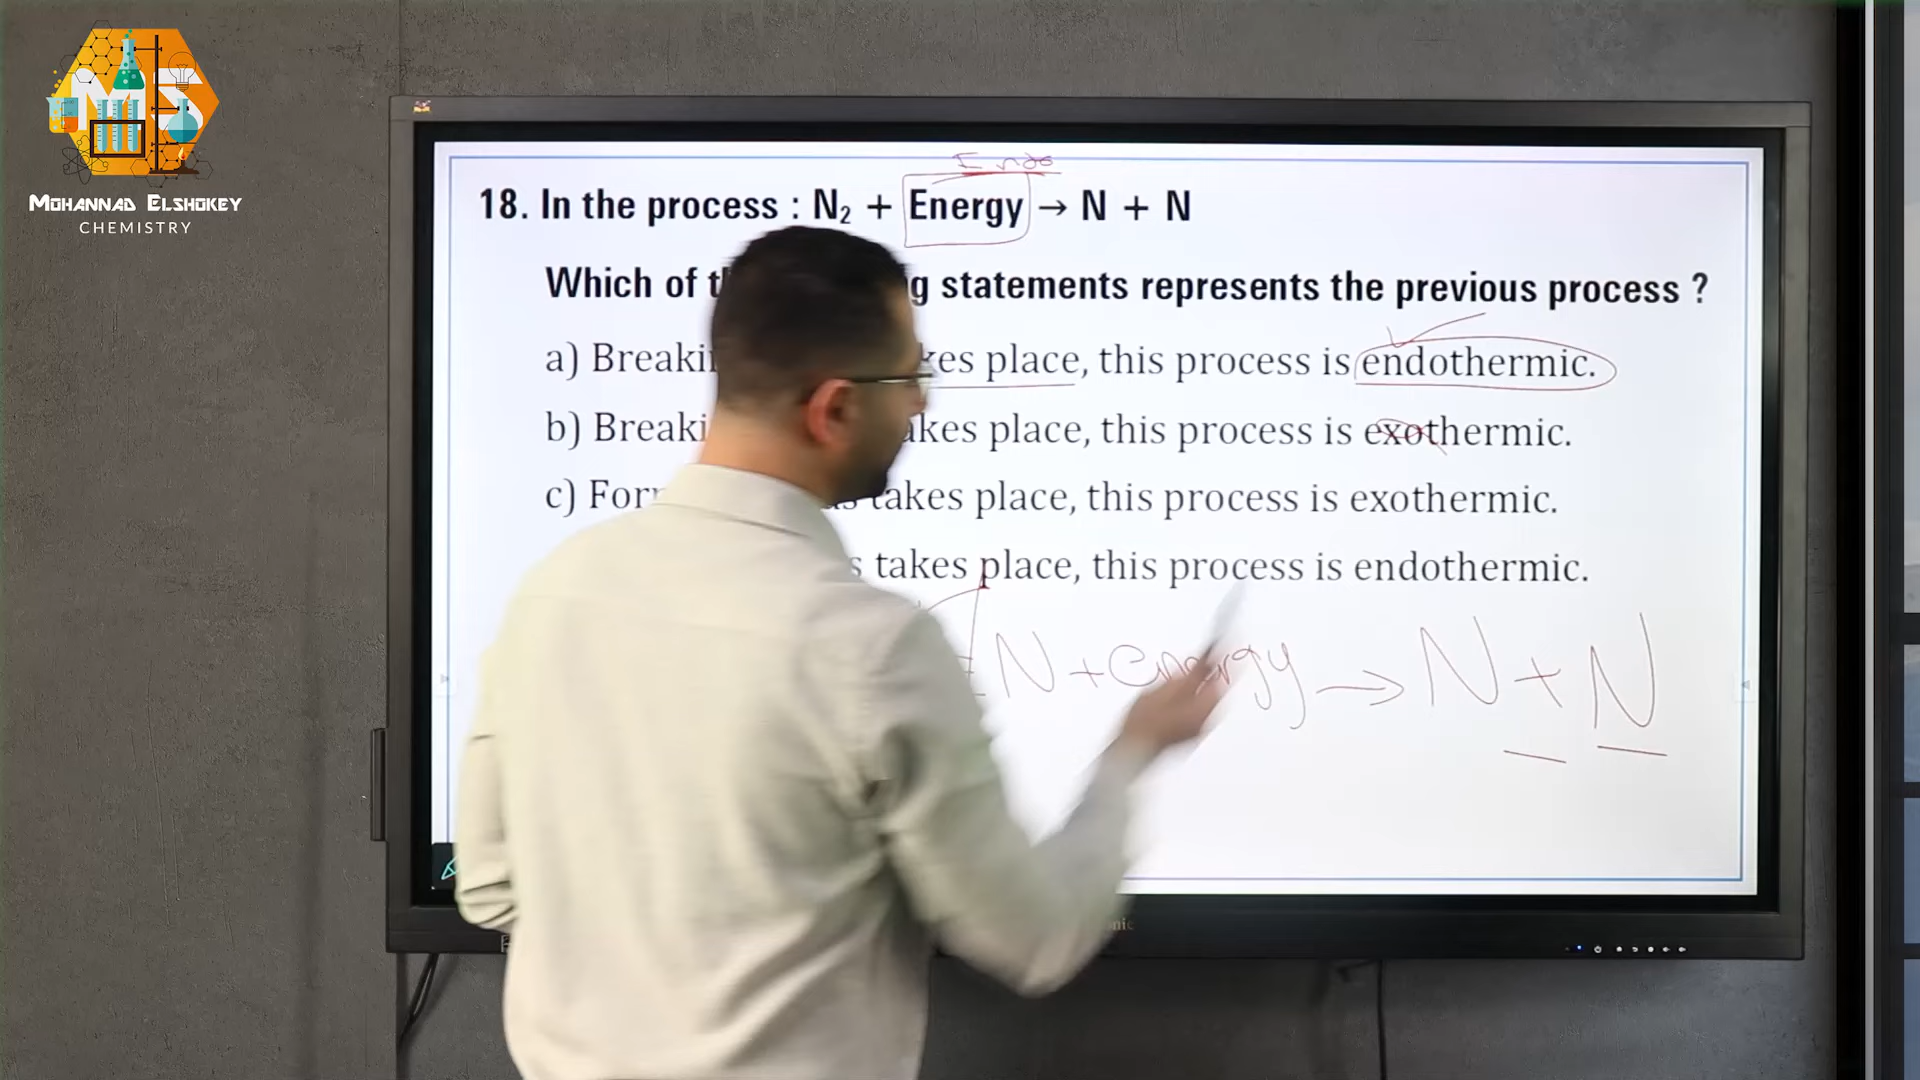 MS
MOHANNAD ELSHOKEY
CHEMISTRY
Endo
18. In the process : N₂ + Energy → N + N
Which of t g statements represents the previous process ?
a) Breaki kes place, this process is endothermic.
b) Breaki akes place, this process is exothermic.
c) For s takes place, this process is exothermic.
s takes place, this process is endothermic.
≡N + energy → N + N